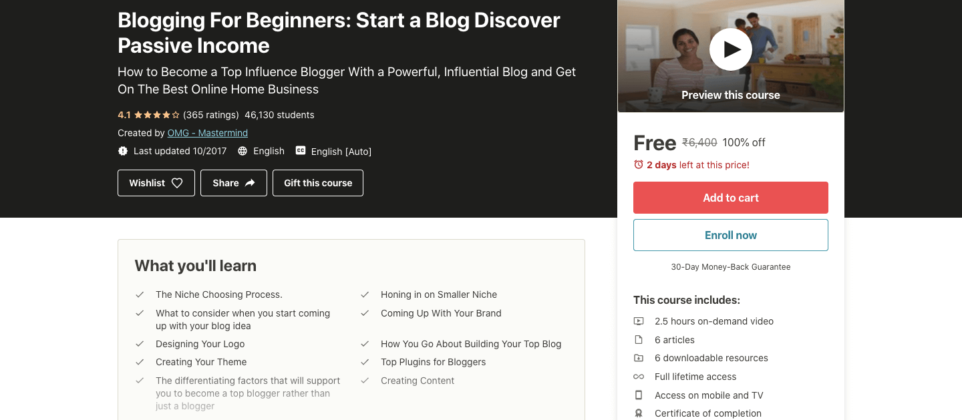 Blogging For Beginners: Start a Blog Discover
Passive Income
How to Become a Top Influence Blogger With a Powerful, Influential Blog and Get
On The Best Online Home Business
4.1 (365 ratings) 46,130 students
Created by OMG - Mastermind
Last updated 10/2017 English English [Auto]
Wishlist Share Gift this course
What you'll learn
The Niche Choosing Process.
What to consider when you start coming
up with your blog idea
Designing Your Logo
Creating Your Theme
The differentiating factors that will support
you to become a top blogger rather than
just a blogger
Honing in on Smaller Niche
Coming Up With Your Brand
How You Go About Building Your Top Blog
Top Plugins for Bloggers
Creating Content
Preview this course
Free ₹6,400 100% off
2 days left at this price!
Add to cart
Enroll now
30-Day Money-Back Guarantee
This course includes:
2.5 hours on-demand video
6 articles
6 downloadable resources
Full lifetime access
Access on mobile and TV
Certificate of completion